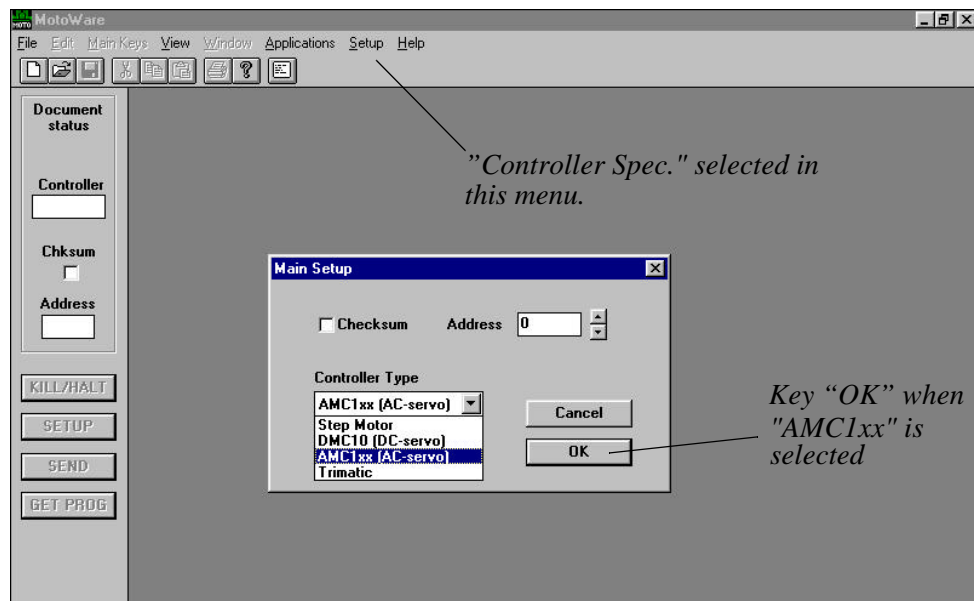 MOTO
MotoWare
File Edit Main Keys View Window Applications Setup Help
Document
status
Controller
Chksum
Address
KILL/HALT
SETUP
SEND
GET PROG
”Controller Spec." selected in
this menu.
Main Setup
Checksum Address 0
Controller Type
AMC1xx (AC-servo)
Step Motor
DMC10 (DC-servo)
AMC1xx (AC-servo)
Trimatic
Cancel
OK
Key “OK” when
"AMC1xx" is
selected